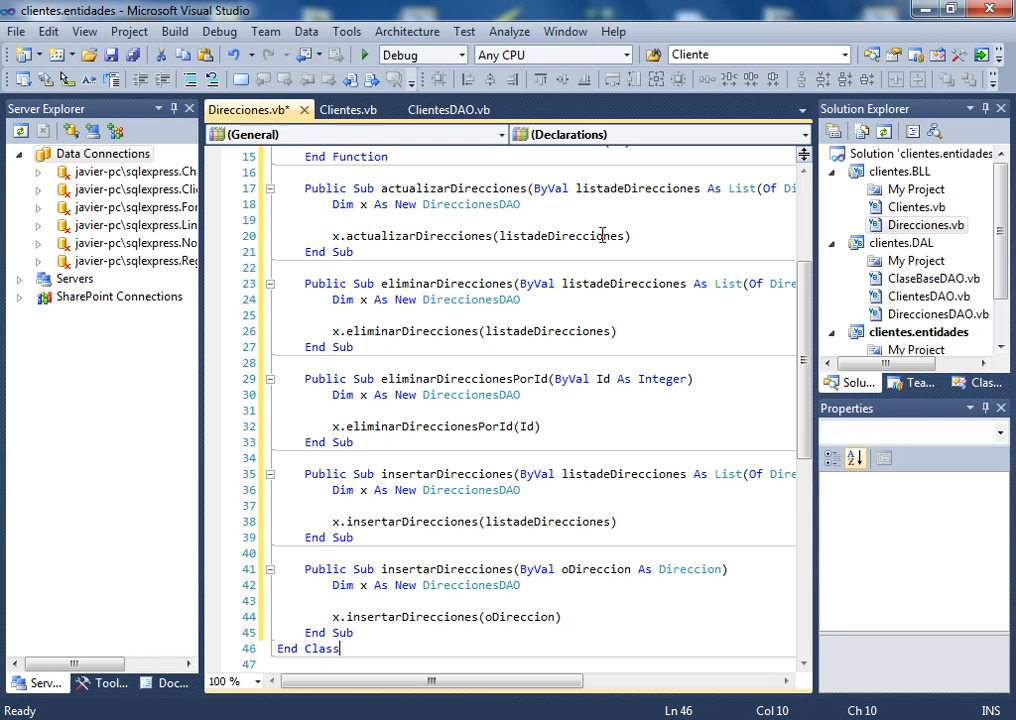 clientes.entidades - Microsoft Visual Studio
File Edit View Project Build Debug Team Data Tools Architecture Test Analyze Window Help
Debug Any CPU Cliente
Server Explorer
Data Connections
javier-pc\sqlexpress.Ch
javier-pc\sqlexpress.Cli
javier-pc\sqlexpress.For
javier-pc\sqlexpress.Lin
javier-pc\sqlexpress.No
javier-pc\sqlexpress.Reg
Servers
SharePoint Connections
Serv... Tool... Doc...
Direcciones.vb* Clientes.vb ClientesDAO.vb
(General) (Declarations)
15 End Function
16
17 Public Sub actualizarDirecciones(ByVal listadeDirecciones As List(Of Di
18 Dim x As New DireccionesDAO
19
20 x.actualizarDirecciones(listadeDirecciones)
21 End Sub
22
23 Public Sub eliminarDirecciones(ByVal listadeDirecciones As List(Of Dire
24 Dim x As New DireccionesDAO
25
26 x.eliminarDirecciones(listadeDirecciones)
27 End Sub
28
29 Public Sub eliminarDireccionesPorId(ByVal Id As Integer)
30 Dim x As New DireccionesDAO
31
32 x.eliminarDireccionesPorId(Id)
33 End Sub
34
35 Public Sub insertarDirecciones(ByVal listadeDirecciones As List(Of Dire
36 Dim x As New DireccionesDAO
37
38 x.insertarDirecciones(listadeDirecciones)
39 End Sub
40
41 Public Sub insertarDirecciones(ByVal oDireccion As Direccion)
42 Dim x As New DireccionesDAO
43
44 x.insertarDirecciones(oDireccion)
45 End Sub
46 End Class
47
100 %
Solution Explorer
Solution 'clientes.entidades
clientes.BLL
My Project
Clientes.vb
Direcciones.vb
clientes.DAL
My Project
ClaseBaseDAO.vb
ClientesDAO.vb
DireccionesDAO.vb
clientes.entidades
My Project
Solu... Tea... Clas...
Properties
Ready Ln 46 Col 10 Ch 10 INS